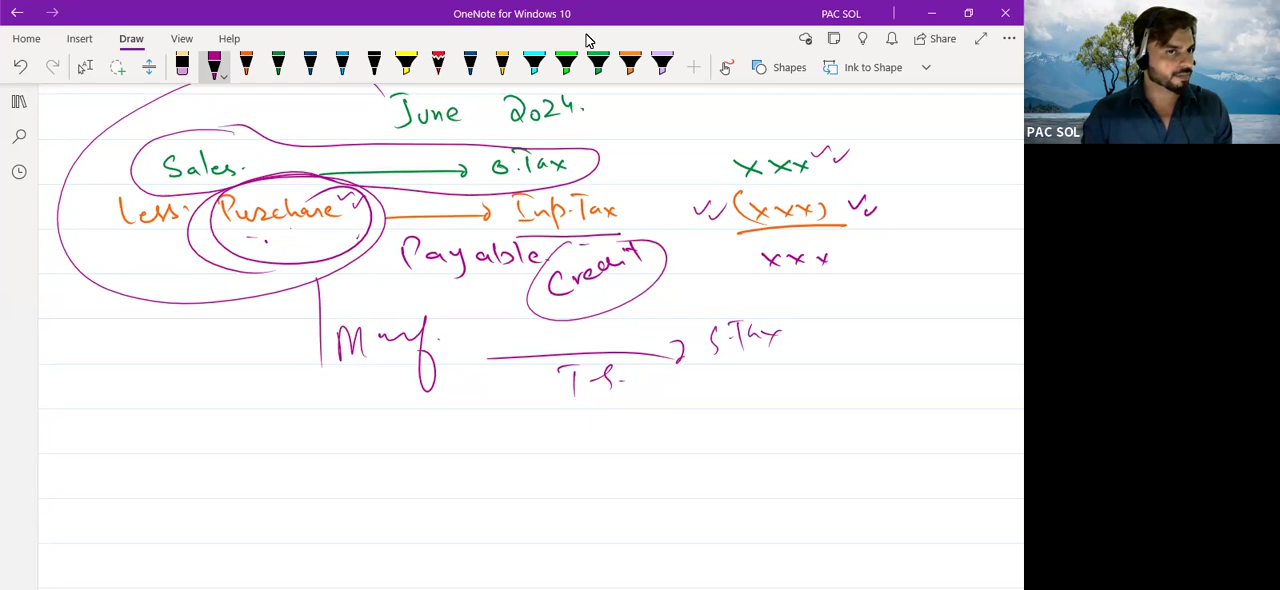 OneNote for Windows 10
PAC SOL
Home Insert Draw View Help
Share
Shapes
Ink to Shape
PAC SOL
June 2024.
Sales. O.Tax xxx
Less. Purchase Inp.Tax (xxx)
Payable. Credit xxx
Manf. S.Tax
T.S.